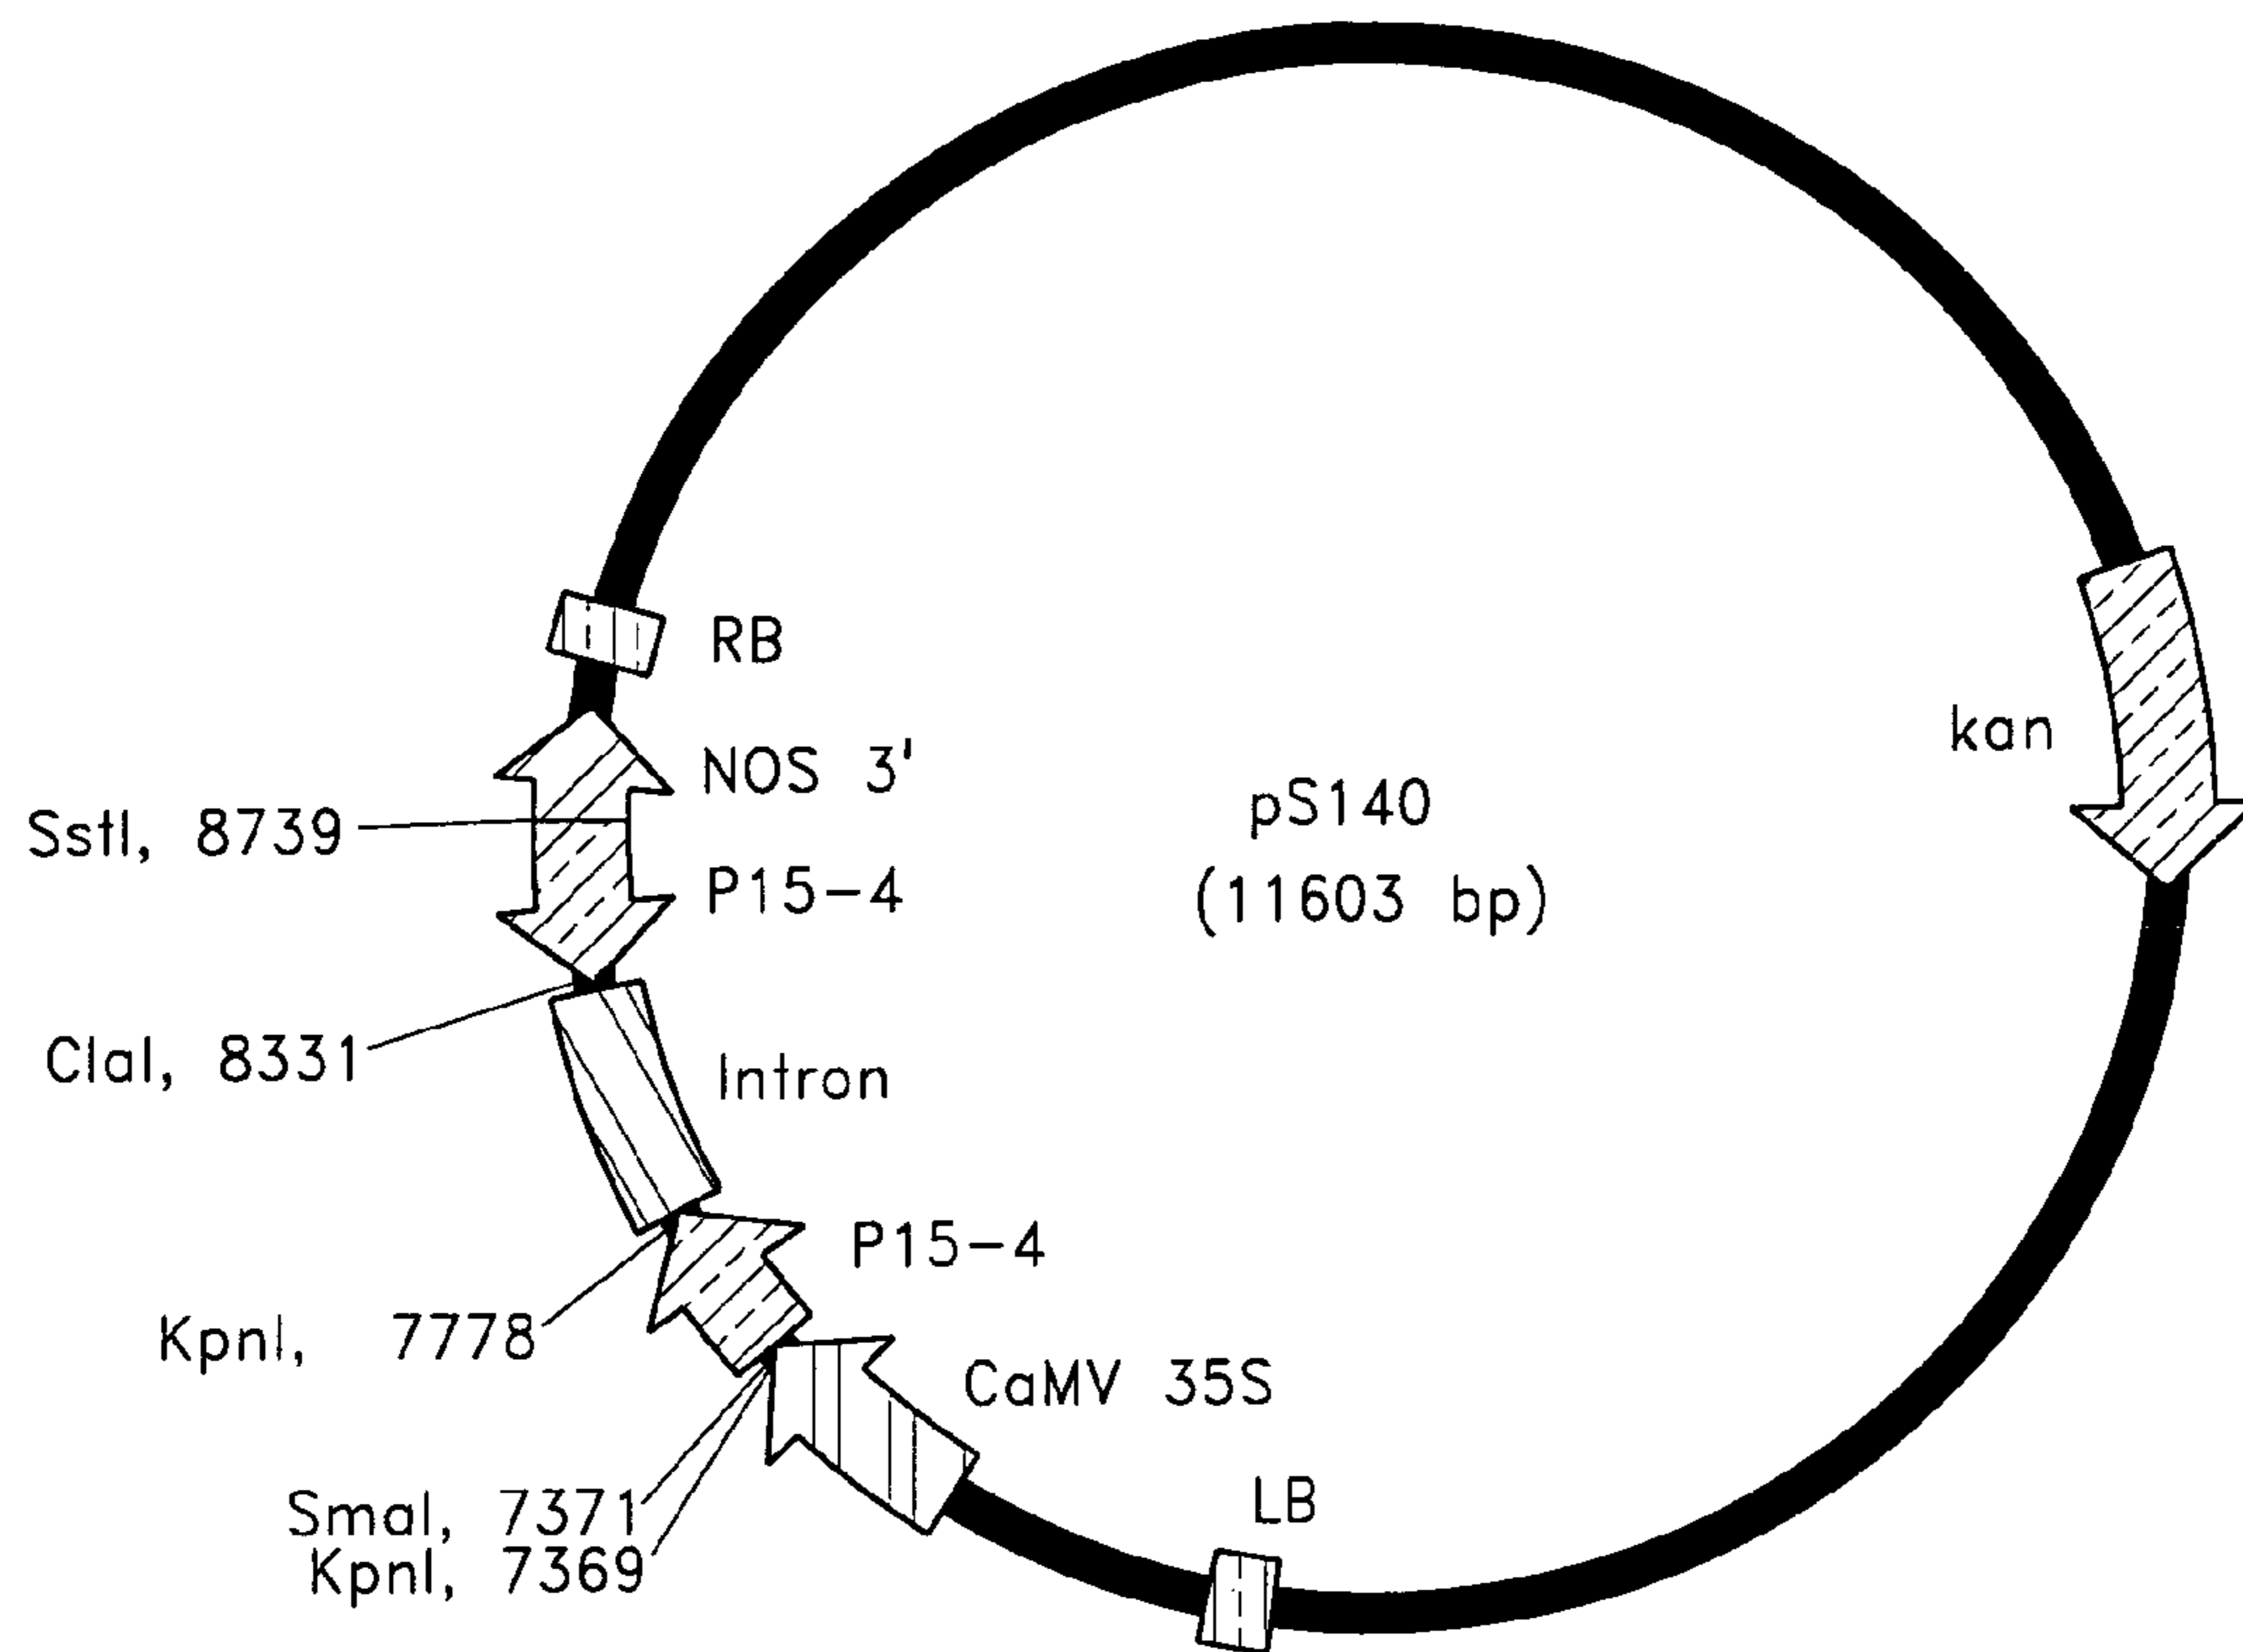 RB
kan
NOS 3'
pS140
(11603 bp)
SstI, 8739
P15-4
ClaI, 8331
Intron
P15-4
KpnI, 7778
CaMV 35S
LB
SmaI, 7371
KpnI, 7369